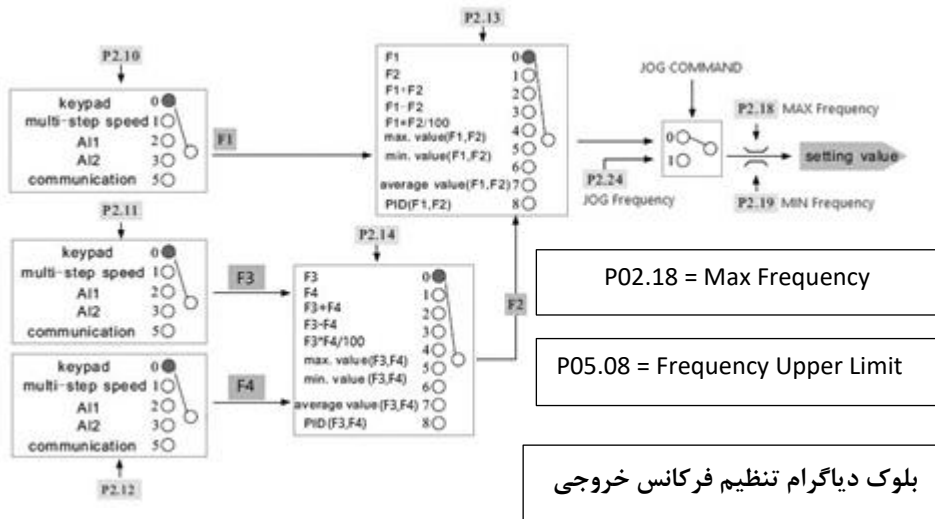 P2.10
keypad 0
multi-step speed 1
AI1 2
AI2 3
communication 5
F1
P2.13
F1 0
F2 1
F1+F2 2
F1-F2 3
F1*F2/100 4
max. value(F1,F2) 5
min. value(F1,F2) 6
average value(F1,F2) 7
PID(F1,F2) 8
JOG COMMAND
0
1
P2.24
JOG Frequency
P2.18 MAX Frequency
setting value
P2.19 MIN Frequency
P2.11
keypad 0
multi-step speed 1
AI1 2
AI2 3
communication 5
F3
P2.14
F3 0
F4 1
F3+F4 2
F3-F4 3
F3*F4/100 4
max. value(F3,F4) 5
min. value (F3,F4) 6
average value(F3,F4) 7
PID(F3,F4) 8
F2
keypad 0
multi-step speed 1
AI1 2
AI2 3
communication 5
F4
P2.12
P02.18 = Max Frequency
P05.08 = Frequency Upper Limit
بلوک دیاگرام تنظیم فرکانس خروجی